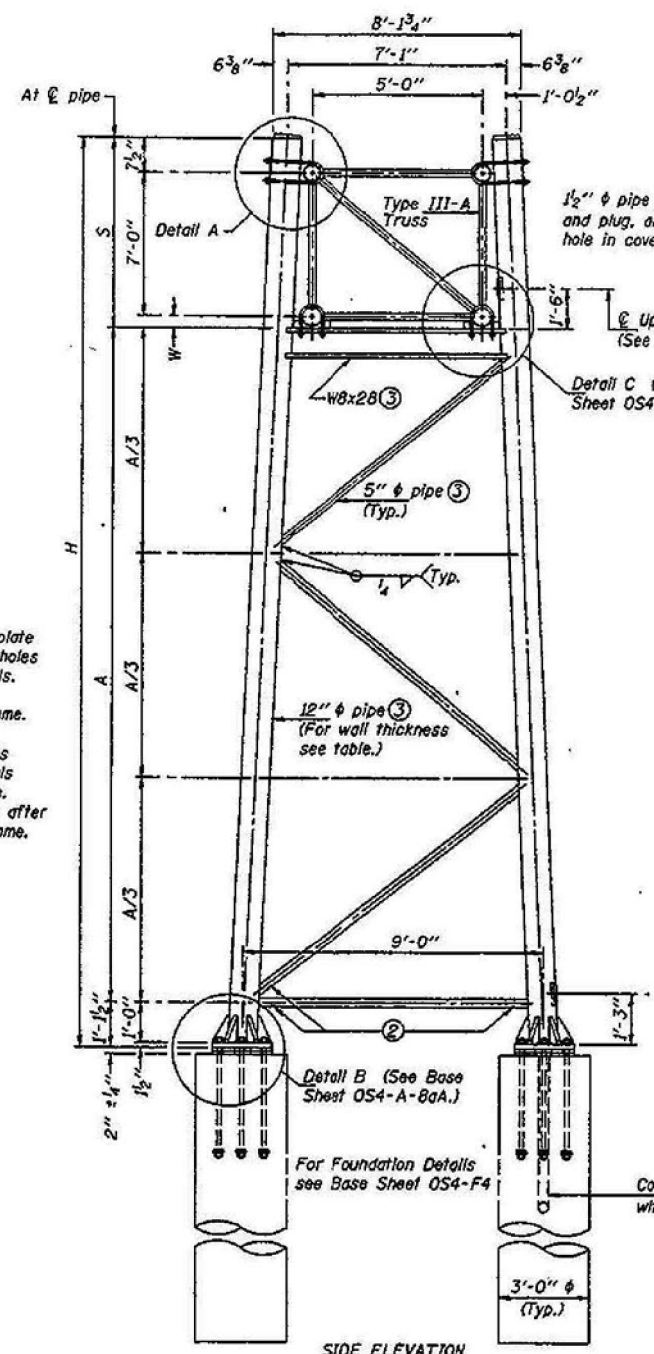 8'-1¾"
7'-1"
6⅜"
6⅜"
5'-0"
1'-0½"
At ℄ pipe
7½"
S
7'-0"
Detail A
Type III-A
Truss
1½" ϕ pipe
and plug,
hole in cove
1'-6"
℄ Up
(See
W
W8x28 ③
Detail C
Sheet OS4
A/3
5" ϕ pipe ③
(Typ.)
H
¼
Typ.
plate
holes
ls.
A
A/3
me.
12" ϕ pipe ③
(For wall thickness
see table.)
s
ls
after
ame.
A/3
9'-0"
1'-1½"
1'-0"
1'-3"
②
1½"
2" ±¼"
Detail B (See Base
Sheet OS4-A-8aA.)
For Foundation Details
see Base Sheet OS4-F4
Co
wit
3'-0" ϕ
(Typ.)
SIDE ELEVATION